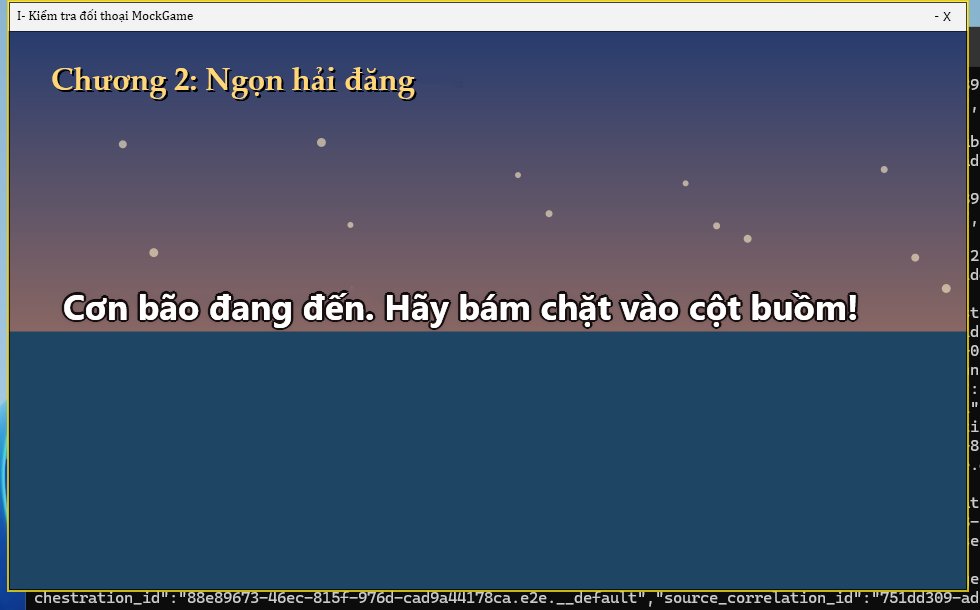 I- Kiểm tra đối thoại MockGame
- X
Chương 2: Ngọn hải đăng
Cơn bão đang đến. Hãy bám chặt vào cột buồm!
chestration_id":"88e89673-46ec-815f-976d-cad9a44178ca.e2e.__default","source_correlation_id":"751dd309-ae